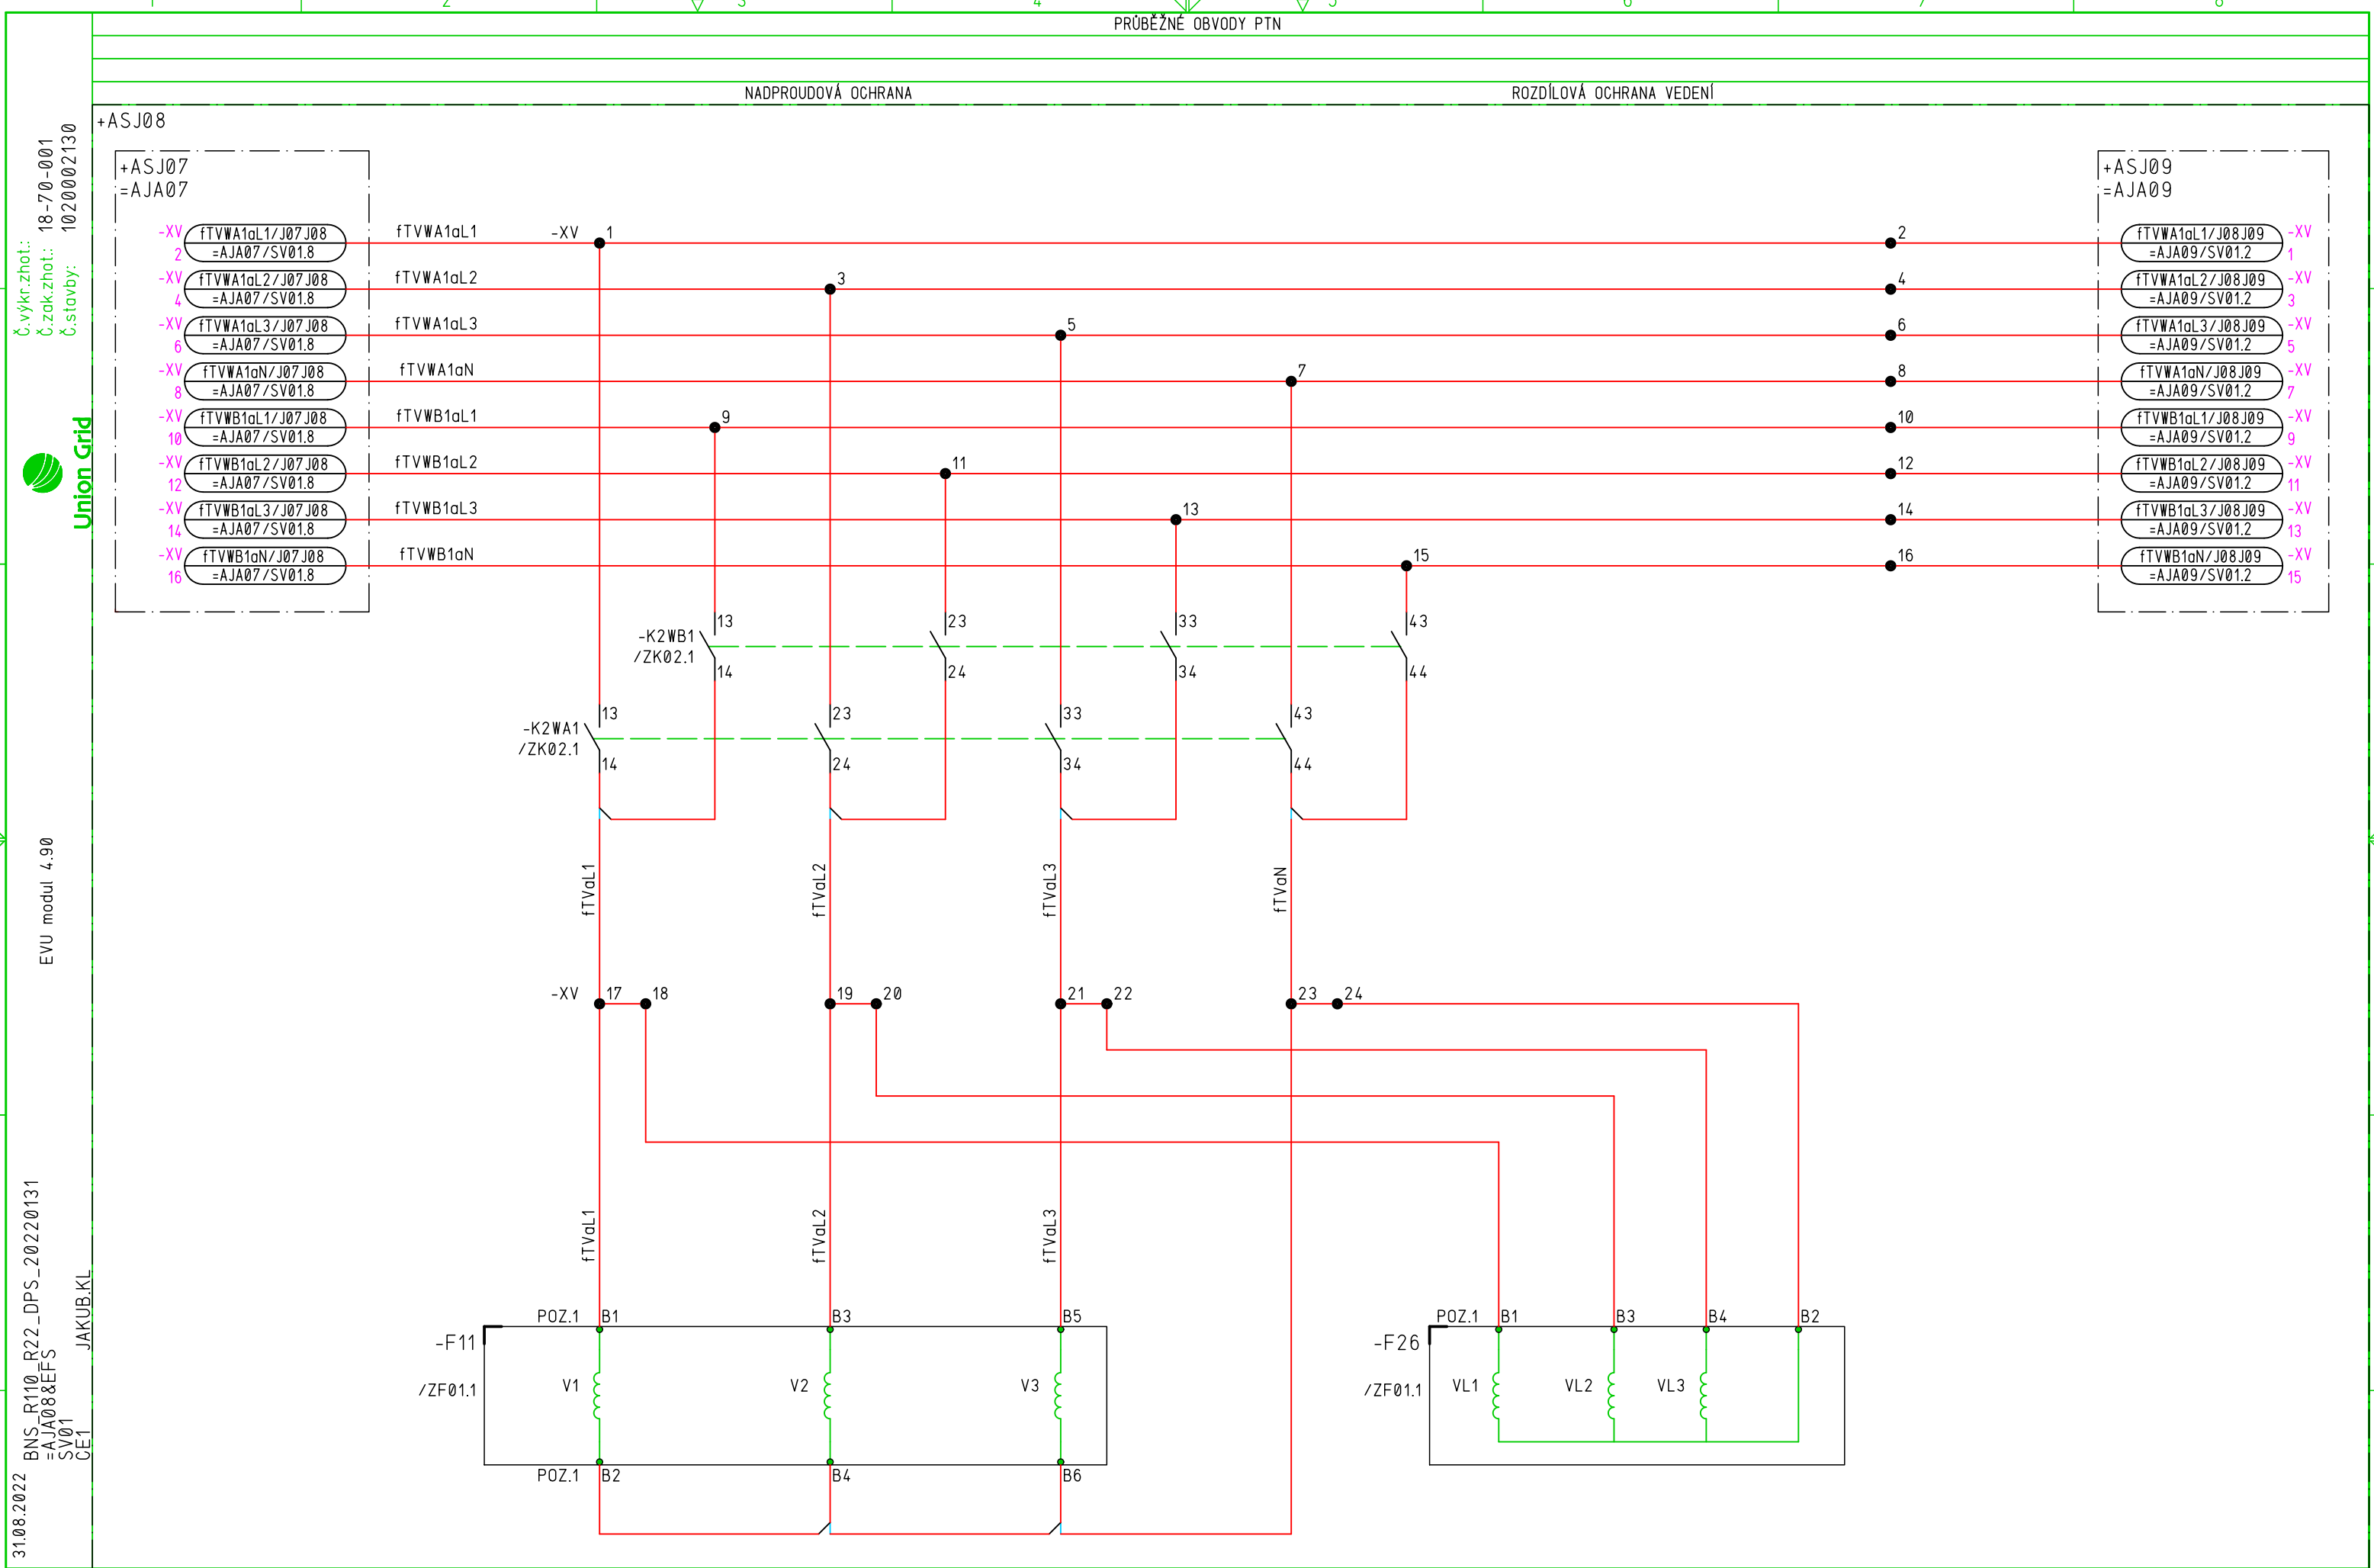 1 2 3 4 5 6 7 8
PRŮBĚŽNÉ OBVODY PTN
NADPROUDOVÁ OCHRANA
ROZDÍLOVÁ OCHRANA VEDENÍ
+ASJ08
+ASJ07
=AJA07
+ASJ09
=AJA09
-XV
2
fTVWA1aL1/J07J08
=AJA07/SV01.8
fTVWA1aL1
-XV
1
2
fTVWA1aL1/J08J09
=AJA09/SV01.2
-XV
1
-XV
4
fTVWA1aL2/J07J08
=AJA07/SV01.8
fTVWA1aL2
3
4
fTVWA1aL2/J08J09
=AJA09/SV01.2
-XV
3
-XV
6
fTVWA1aL3/J07J08
=AJA07/SV01.8
fTVWA1aL3
5
6
fTVWA1aL3/J08J09
=AJA09/SV01.2
-XV
5
-XV
8
fTVWA1aN/J07J08
=AJA07/SV01.8
fTVWA1aN
7
8
fTVWA1aN/J08J09
=AJA09/SV01.2
-XV
7
-XV
10
fTVWB1aL1/J07J08
=AJA07/SV01.8
fTVWB1aL1
9
10
fTVWB1aL1/J08J09
=AJA09/SV01.2
-XV
9
-XV
12
fTVWB1aL2/J07J08
=AJA07/SV01.8
fTVWB1aL2
11
12
fTVWB1aL2/J08J09
=AJA09/SV01.2
-XV
11
-XV
14
fTVWB1aL3/J07J08
=AJA07/SV01.8
fTVWB1aL3
13
14
fTVWB1aL3/J08J09
=AJA09/SV01.2
-XV
13
-XV
16
fTVWB1aN/J07J08
=AJA07/SV01.8
fTVWB1aN
15
16
fTVWB1aN/J08J09
=AJA09/SV01.2
-XV
15
-K2WB1
/ZK02.1
13 23 33 43
14 24 34 44
-K2WA1
/ZK02.1
13 23 33 43
14 24 34 44
fTVaL1
fTVaL2
fTVaL3
fTVaN
-XV 17 18 19 20 21 22 23 24
fTVaL1
fTVaL2
fTVaL3
POZ.1 B1 B3 B5
-F11
/ZF01.1
V1 V2 V3
POZ.1 B2 B4 B6
POZ.1 B1 B3 B4 B2
-F26
/ZF01.1
VL1 VL2 VL3
Č.výkr.zhot.:
Č.zak.zhot.: 18-70-001
Č.stavby: 1020002130
Union Grid
EVU modul 4.90
BNS_R110_R22_DPS_20220131
=AJA08&EFS
SV01
CE1
JAKUB.KL
31.08.2022